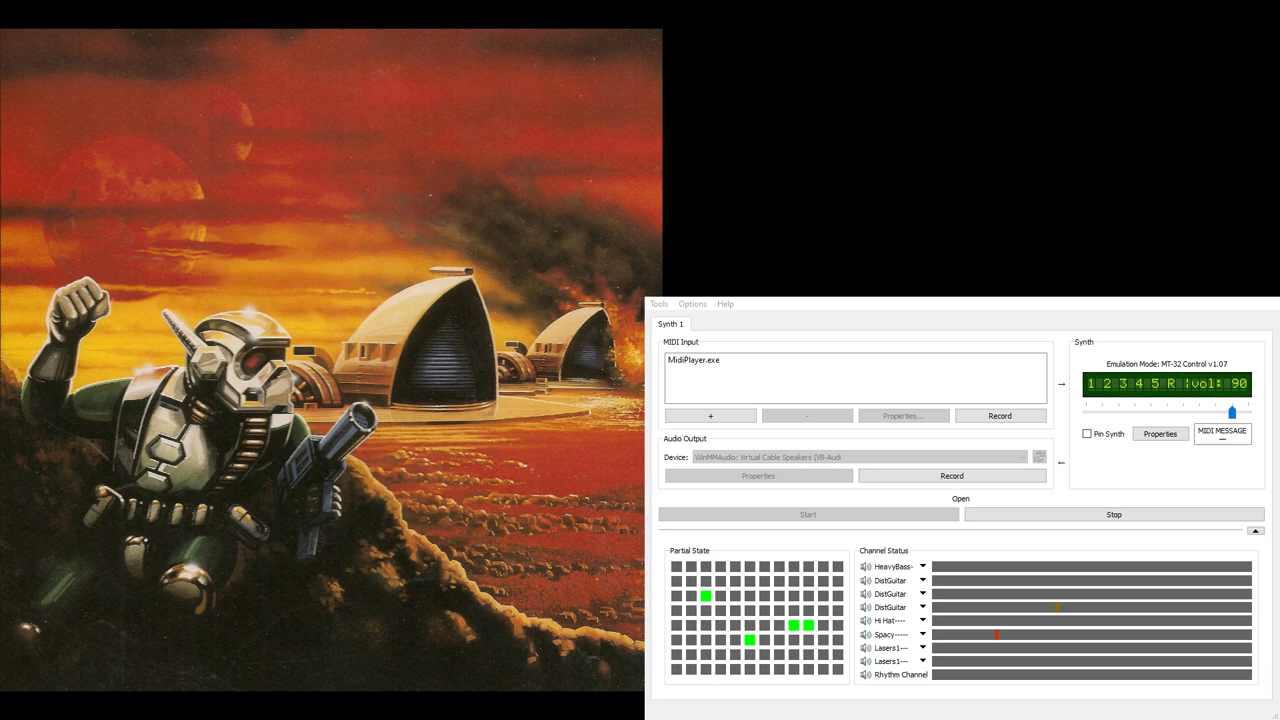 Tools Options Help
Synth 1
MIDI Input
MidiPlayer.exe
+ - Properties... Record
Audio Output
Device: WinMMAudio: Virtual Cable Speakers (VB-Audi
Properties Record
Synth
Emulation Mode: MT-32 Control v1.07
1 2 3 4 5 R |vol: 90
Pin Synth Properties MIDI MESSAGE
Open
Start Stop
Partial State
Channel Status
HeavyBass-
DistGuitar
DistGuitar
DistGuitar
Hi Hat----
Spacy-----
Lasers1---
Lasers1---
Rhythm Channel